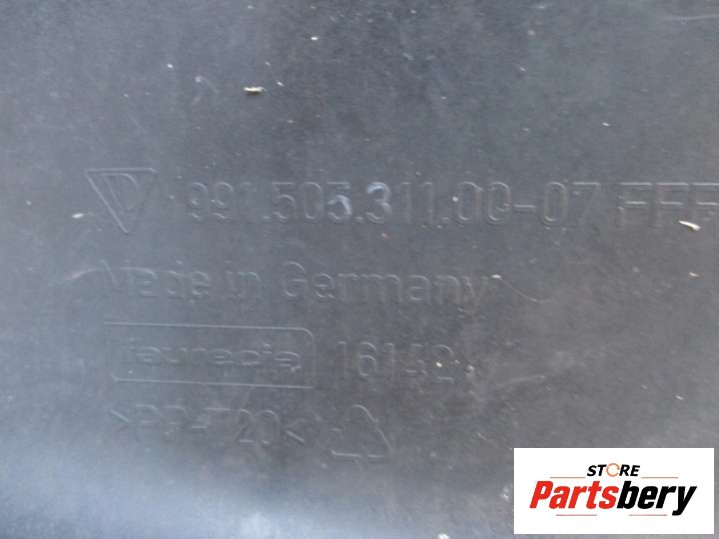 991.505.311.00-07 FFF
Made in Germany
faurecia 16142
>PP-T20<
STORE
Partsbery